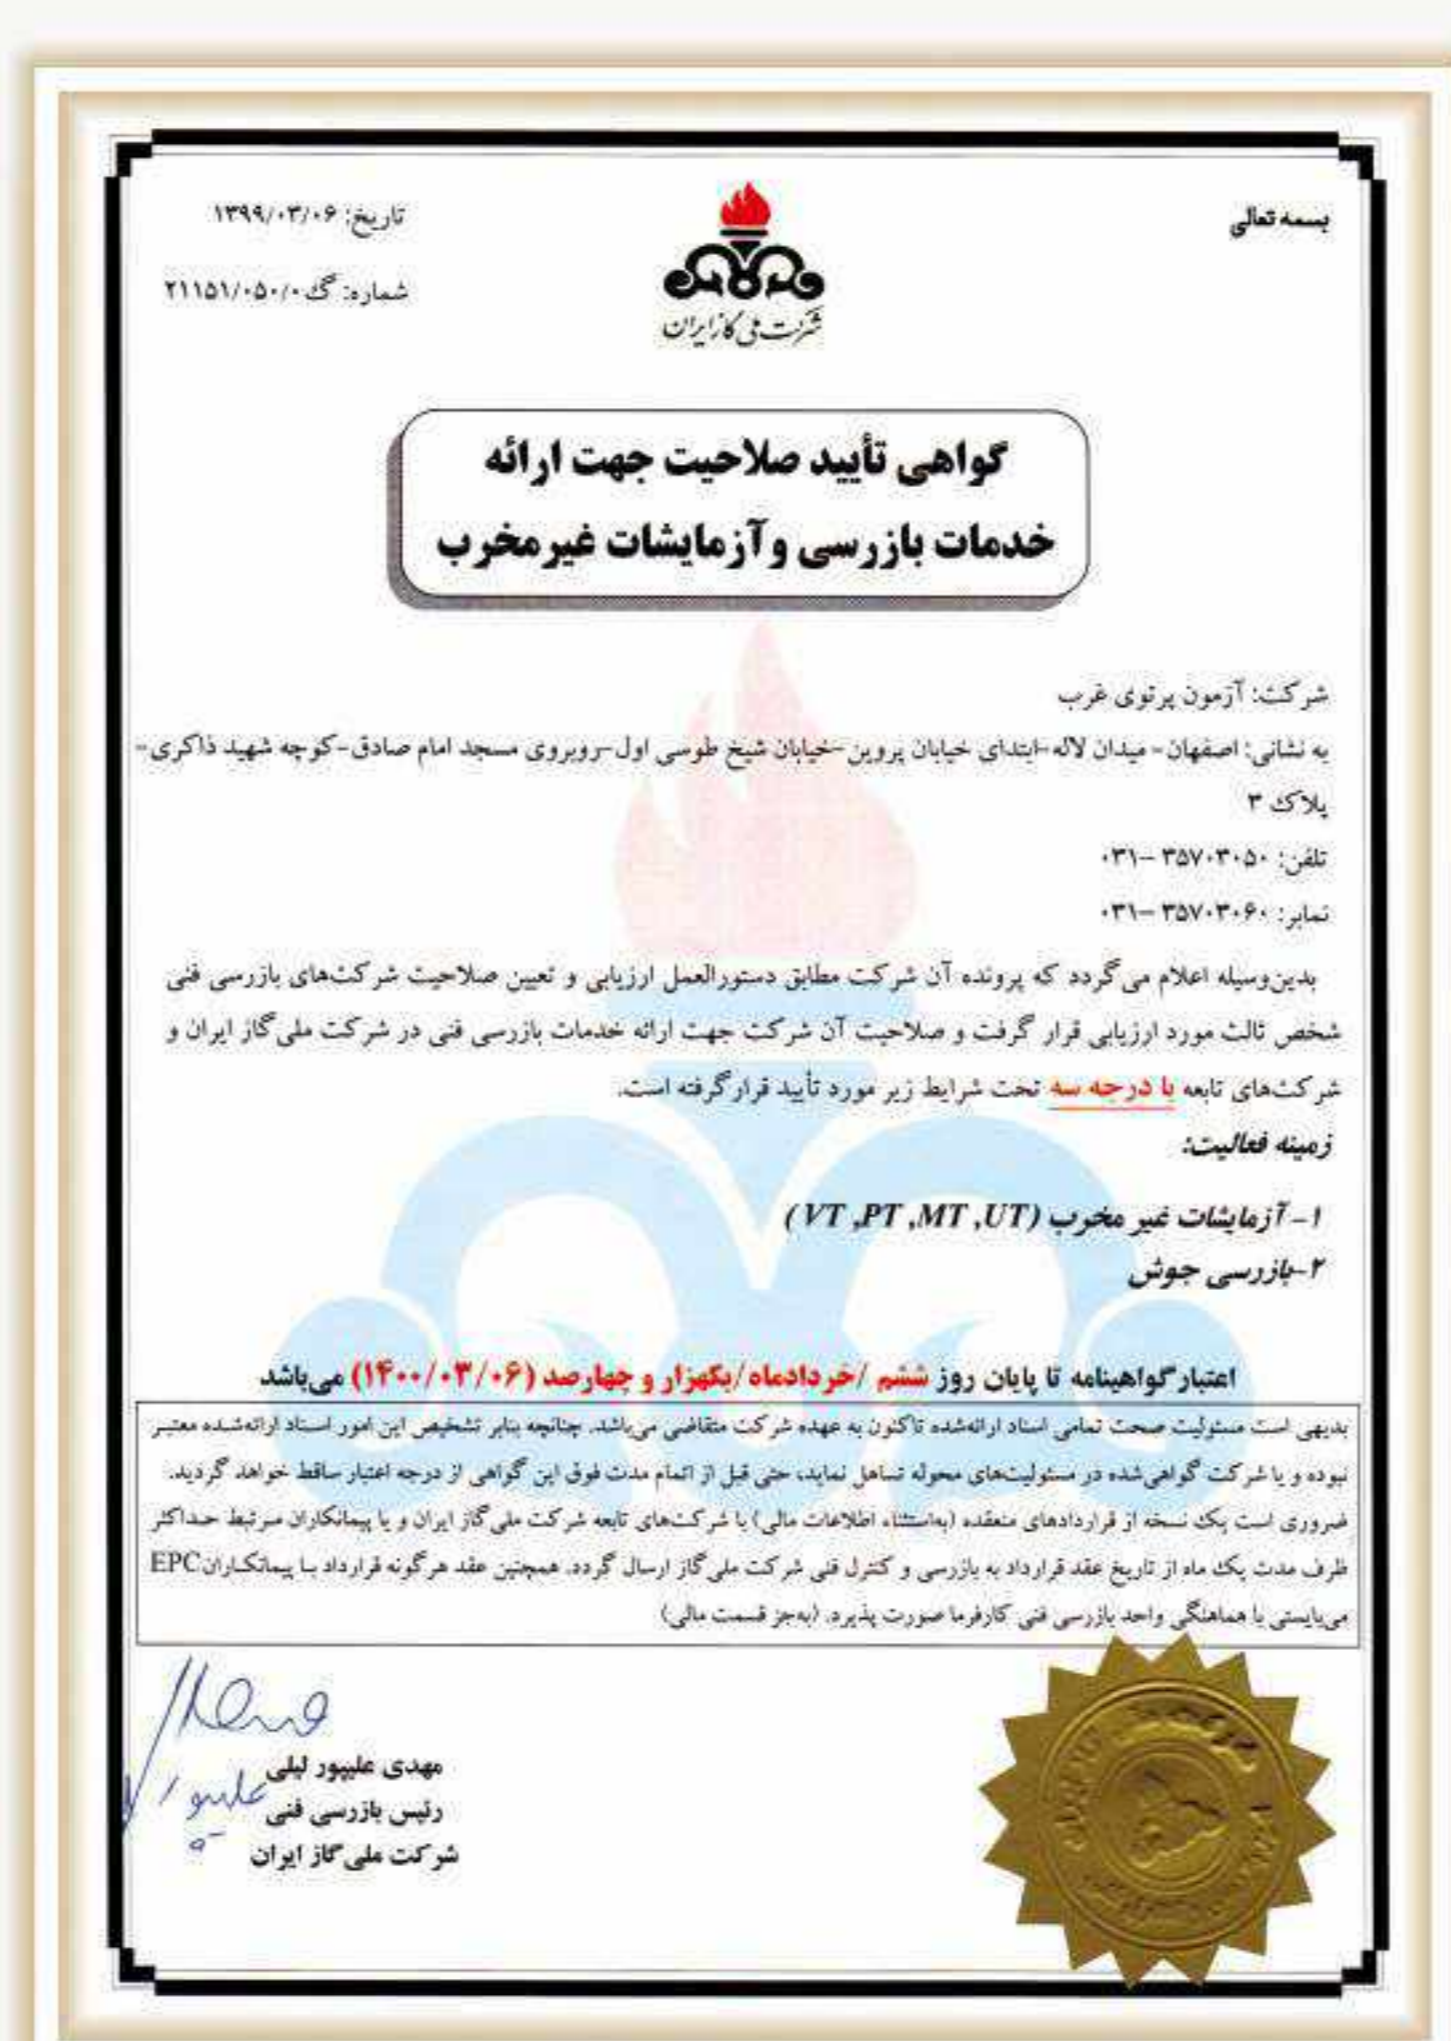 بسمه تعالی
تاریخ: ۱۳۹۹/۰۳/۰۶
شماره: گ ۲۱۱۵۱/۰۵۰/۰
شرکت ملی گاز ایران
گواهی تأیید صلاحیت جهت ارائه
خدمات بازرسی وآزمایشات غیرمخرب
شرکت: آزمون پرتوی غرب
به نشانی: اصفهان- میدان لاله-ابتدای خیابان پروین-خیابان شیخ طوسی اول-روبروی مسجد امام صادق-کوچه شهید ذاکری-
پلاک ۳
تلفن: ۳۵۷۰۳۰۵۰ –۰۳۱
نمابر: ۳۵۷۰۳۰۶۰ –۰۳۱
بدین‌وسیله اعلام می‌گردد که پرونده آن شرکت مطابق دستورالعمل ارزیابی و تعیین صلاحیت شرکت‌های بازرسی فنی
شخص ثالث مورد ارزیابی قرار گرفت و صلاحیت آن شرکت جهت ارائه خدمات بازرسی فنی در شرکت ملی گاز ایران و
شرکت‌های تابعه با درجه سه تحت شرایط زیر مورد تأیید قرارگرفته است.
زمینه فعالیت:
۱- آزمایشات غیر مخرب (VT ,PT ,MT ,UT)
۲-بازرسی جوش
اعتبارگواهینامه تا پایان روز ششم /خردادماه/یکهزار و چهارصد (۱۴۰۰/۰۳/۰۶) می‌باشد
بدیهی است مسئولیت صحت تمامی اسناد ارائه‌شده تاکنون به عهده شرکت متقاضی می‌باشد. چنانچه بنابر تشخیص این امور اسناد ارائه‌شده معتبر
نبوده و یا شرکت گواهی‌شده در مسئولیت‌های محوله تساهل نماید، حتی قبل از اتمام مدت فوق این گواهی از درجه اعتبار ساقط خواهد گردید.
ضروری است یک نسخه از قراردادهای منعقده (به‌استثناء اطلاعات مالی) با شرکت‌های تابعه شرکت ملی گاز ایران و یا پیمانکاران مرتبط حداکثر
ظرف مدت یک ماه از تاریخ عقد قرارداد به بازرسی و کنترل فنی شرکت ملی گاز ارسال گردد. همچنین عقد هرگونه قرارداد با پیمانکاران EPC
می‌بایستی با هماهنگی واحد بازرسی فنی کارفرما صورت پذیرد. (به‌جز قسمت مالی)
مهدی علیپور لیلی
رئیس بازرسی فنی
شرکت ملی گاز ایران